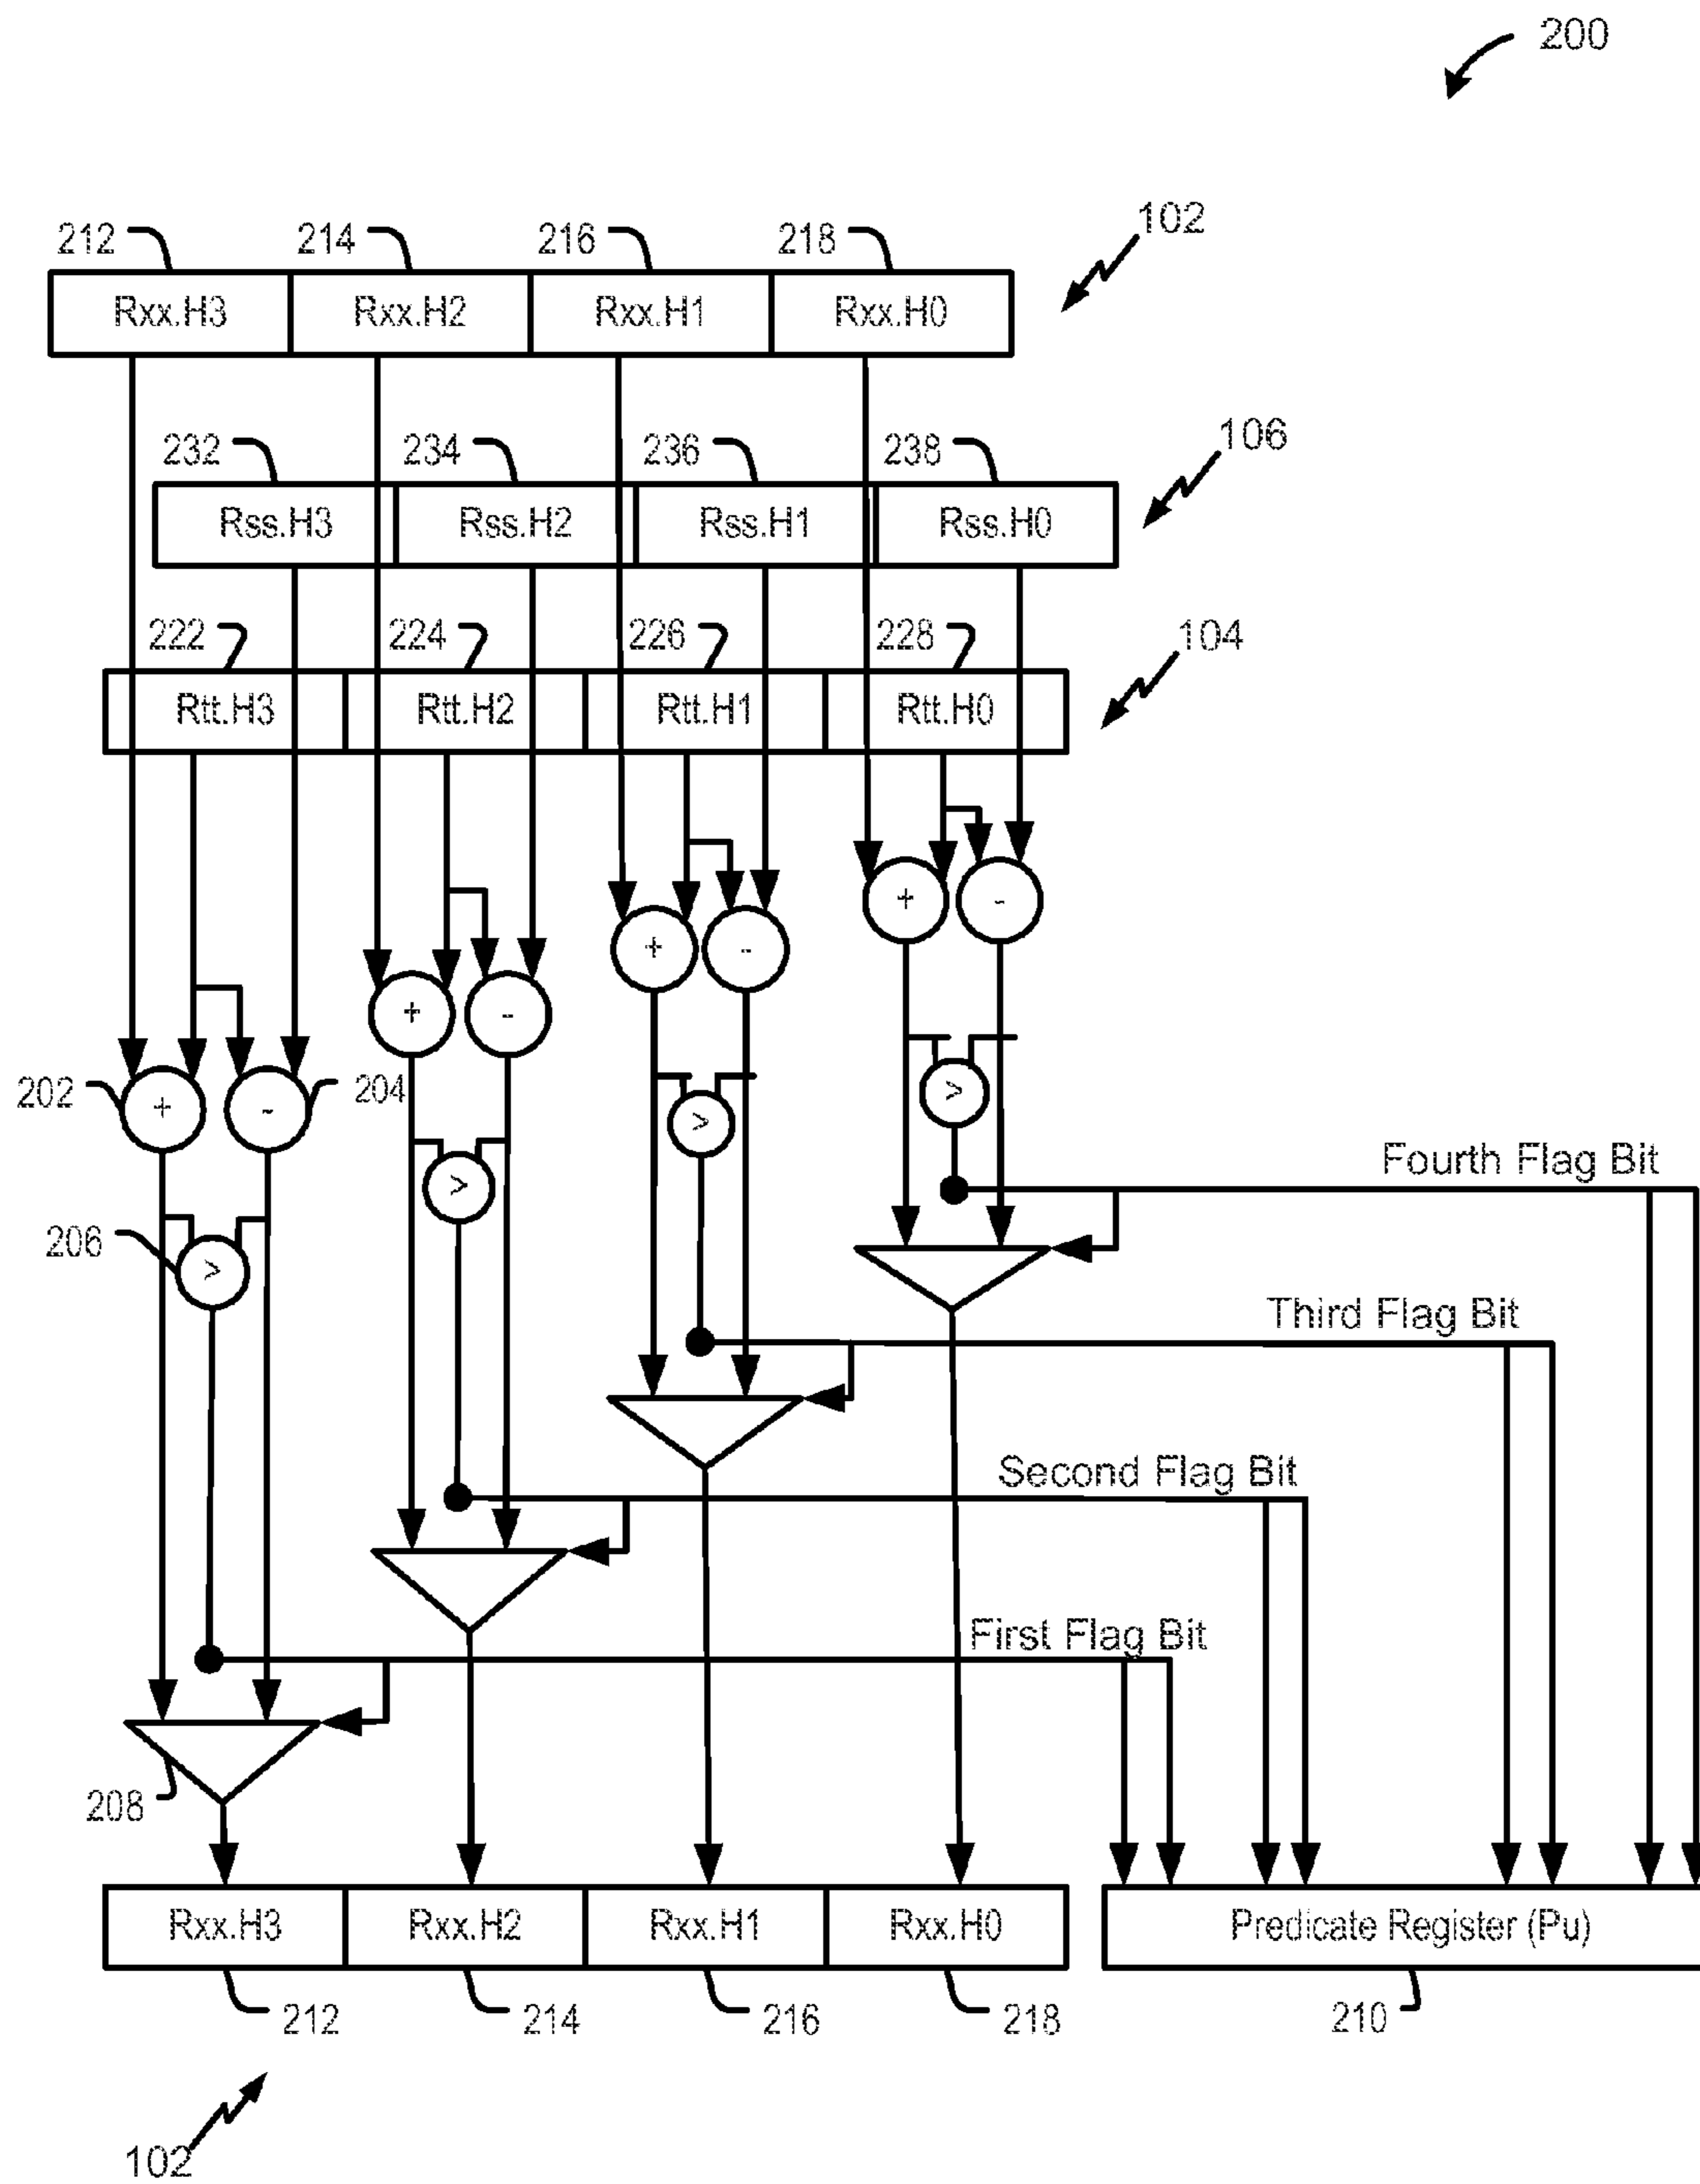 200
212 214 216 218 102
Rxx.H3 Rxx.H2 Rxx.H1 Rxx.H0
232 234 236 238 106
Rss.H3 Rss.H2 Rss.H1 Rss.H0
222 224 226 228 104
Rtt.H3 Rtt.H2 Rtt.H1 Rtt.H0
+ -
+ -
+ -
202 + - 204
>
>
Fourth Flag Bit
>
206 >
Third Flag Bit
Second Flag Bit
First Flag Bit
208
Rxx.H3 Rxx.H2 Rxx.H1 Rxx.H0 Predicate Register (Pu)
212 214 216 218 210
102